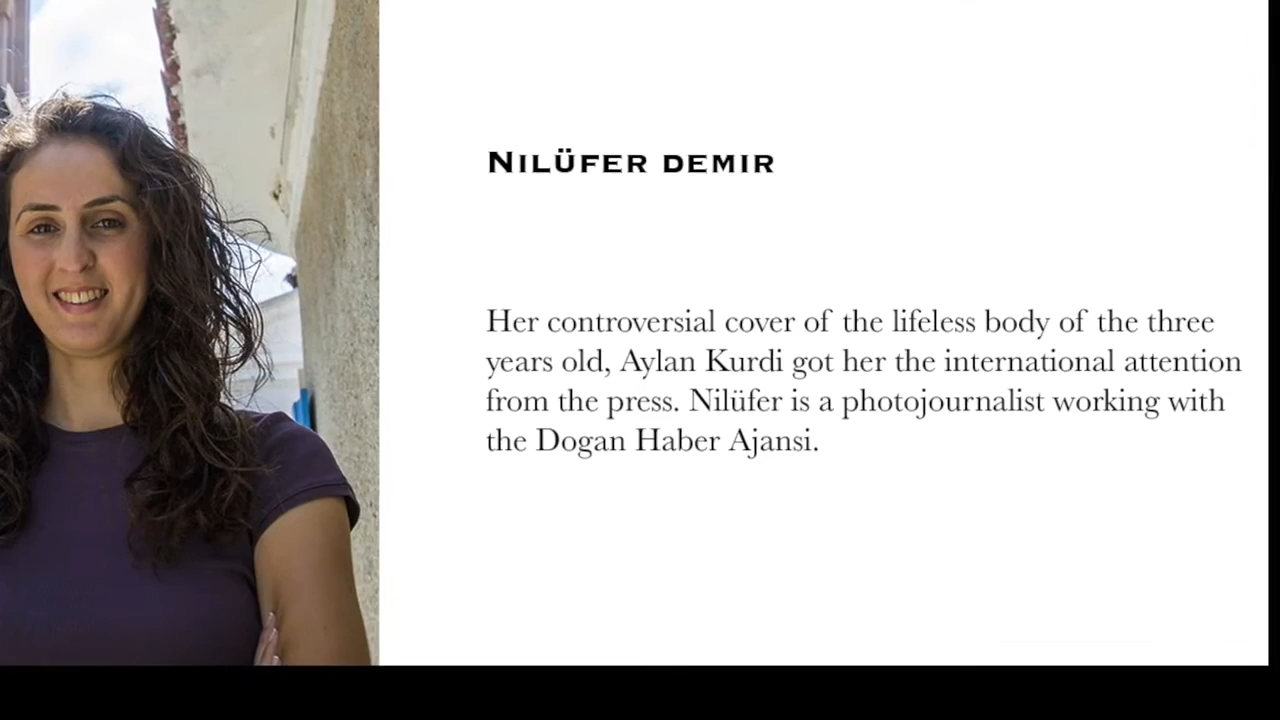 NILÜFER DEMIR
Her controversial cover of the lifeless body of the three
years old, Aylan Kurdi got her the international attention
from the press. Nilüfer is a photojournalist working with
the Dogan Haber Ajansi.